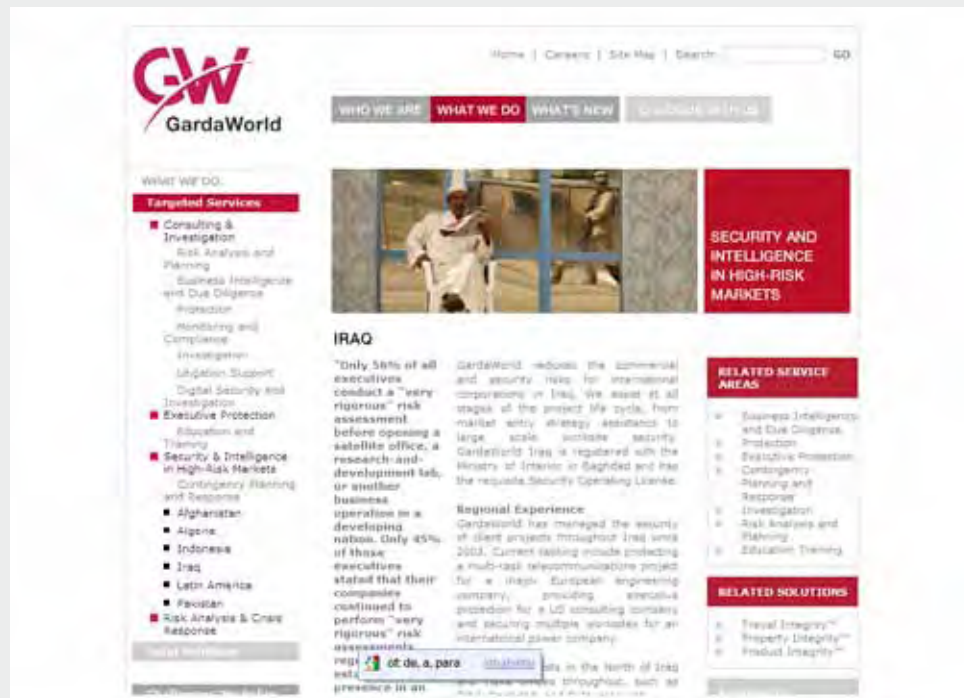 GW
GardaWorld
Home | Careers | Site Map | Search GO
WHO WE ARE WHAT WE DO WHAT'S NEW
WHAT WE DO
Targeted Services
Consulting &
Investigation
Risk Analysis and
Planning
Business Intelligence
and Due Diligence
Protection
Monitoring and
Compliance
Investigation
Litigation Support
Digital Security and
Investigation
Executive Protection
Education and
Training
Security & Intelligence
in High-Risk Markets
Contingency Planning
and Response
Afghanistan
Algeria
Indonesia
Iraq
Latin America
Pakistan
Risk Analysis & Crisis
Response
SECURITY AND
INTELLIGENCE
IN HIGH-RISK
MARKETS
IRAQ
"Only 56% of all
executives
conduct a "very
rigorous" risk
assessment
before opening a
satellite office, a
research-and-
development lab,
or another
business
operation in a
developing
nation. Only 45%
of those
executives
stated that their
companies
continued to
perform "very
rigorous" risk
assessments
presence in an
GardaWorld reduces the commercial
and security risks for international
corporations in Iraq. We assist at all
stages of the project life cycle, from
market entry strategy assistance to
large scale worksite security.
GardaWorld Iraq is registered with the
Ministry of Interior in Baghdad and has
the requisite Security Operating License.
Regional Experience
GardaWorld has managed the security
of client projects throughout Iraq since
2003. Current tasking include protecting
a multi-task telecommunications project
for a major European engineering
company, providing executive
protection for a US consulting company
and securing multiple worksites for an
international power company.
in the North of Iraq
throughout, such as
of: de, a, para
RELATED SERVICE
AREAS
Business Intelligence
and Due Diligence
Protection
Executive Protection
Contingency
Planning and
Response
Investigation
Risk Analysis and
Planning
Education Training
RELATED SOLUTIONS
Travel Integrity™
Property Integrity™
Product Integrity™